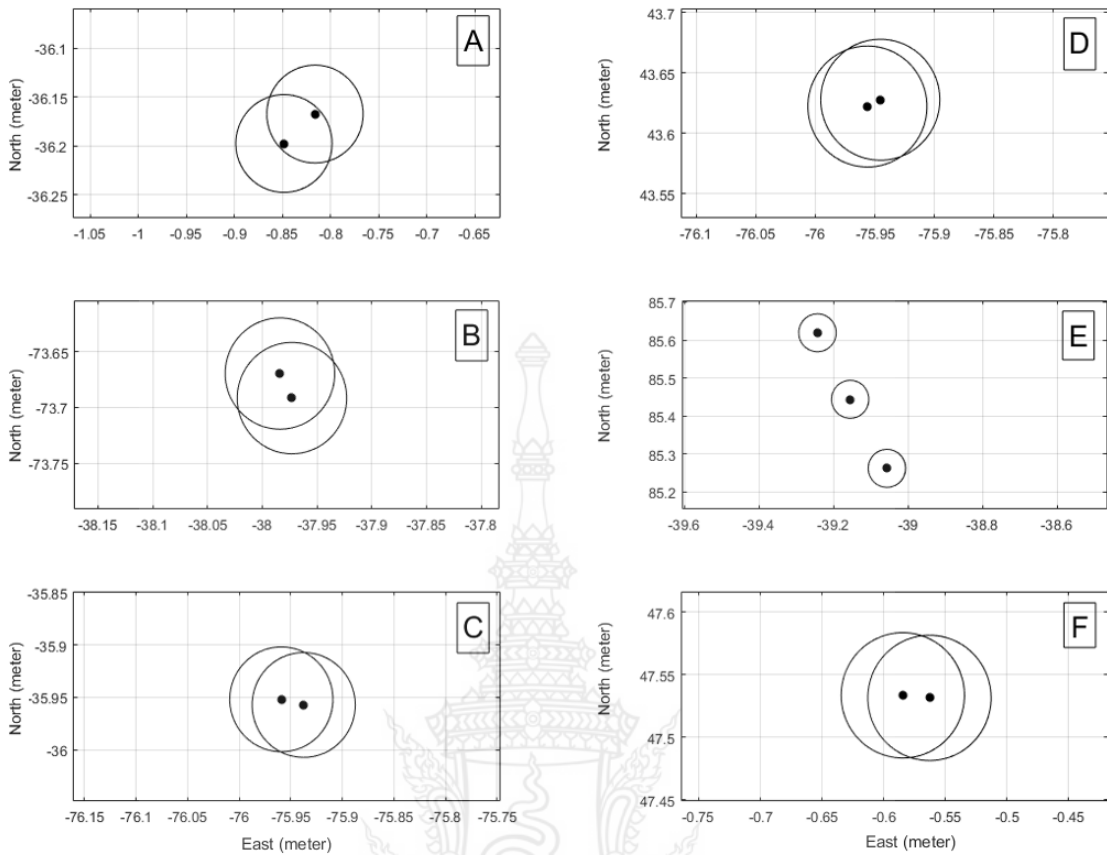 A
North (meter)
-36.1
-36.15
-36.2
-36.25
-1.05 -1 -0.95 -0.9 -0.85 -0.8 -0.75 -0.7 -0.65
D
North (meter)
43.7
43.65
43.6
43.55
-76.1 -76.05 -76 -75.95 -75.9 -75.85 -75.8
B
North (meter)
-73.65
-73.7
-73.75
-38.15 -38.1 -38.05 -38 -37.95 -37.9 -37.85 -37.8
E
North (meter)
85.7
85.6
85.5
85.4
85.3
85.2
-39.6 -39.4 -39.2 -39 -38.8 -38.6
C
North (meter)
-35.85
-35.9
-35.95
-36
-76.15 -76.1 -76.05 -76 -75.95 -75.9 -75.85 -75.8 -75.75
East (meter)
F
North (meter)
47.6
47.55
47.5
47.45
-0.75 -0.7 -0.65 -0.6 -0.55 -0.5 -0.45
East (meter)